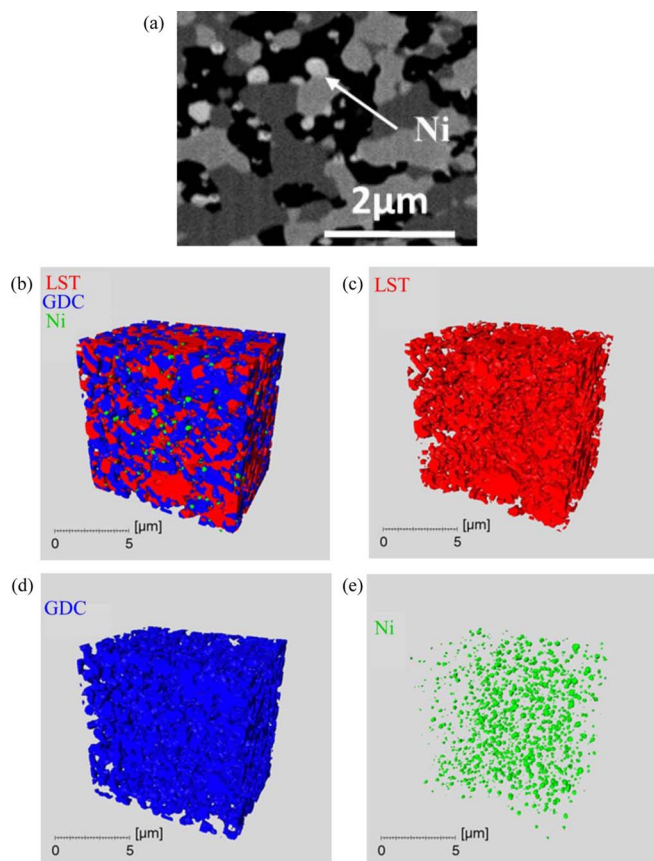 (a)
Ni
2μm
(b)
LST
GDC
Ni
[μm]
0 5
(c)
LST
[μm]
0 5
(d)
GDC
[μm]
0 5
(e)
Ni
[μm]
0 5